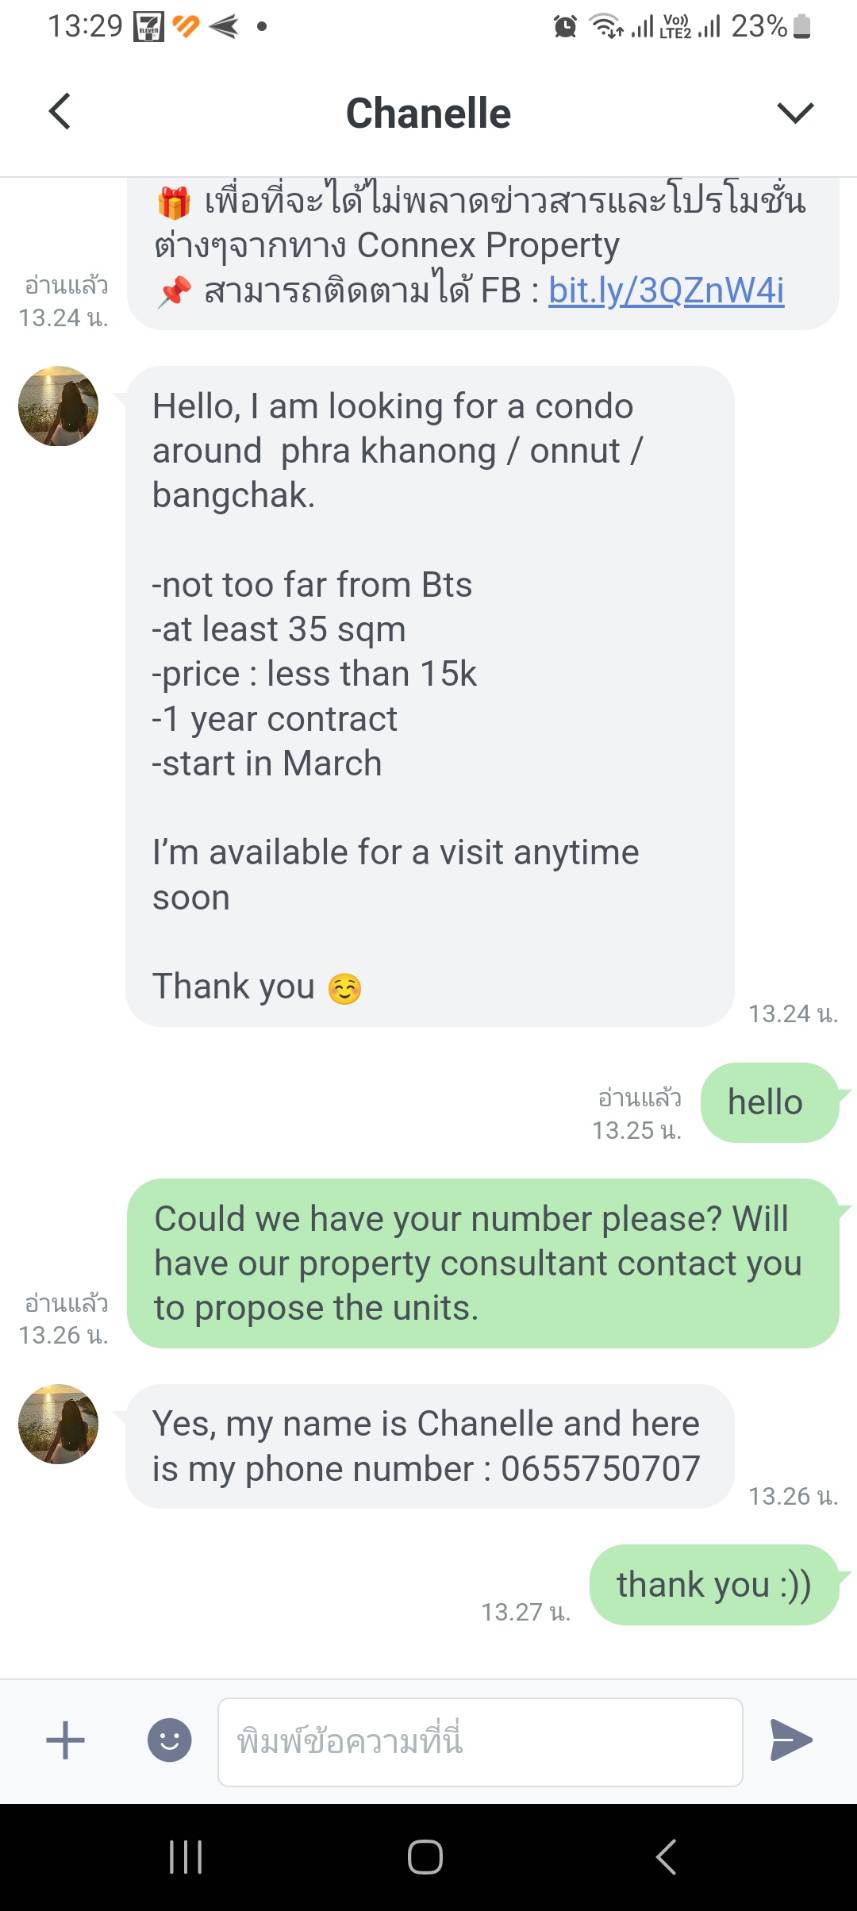 13:29
7 ELEVEN
Vo))
LTE2
23%
Chanelle
🎁 เพื่อที่จะได้ไม่พลาดข่าวสารและโปรโมชั่น
ต่างๆจากทาง Connex Property
📌 สามารถติดตามได้ FB : bit.ly/3QZnW4i
อ่านแล้ว
13.24 น.
Hello, I am looking for a condo
around  phra khanong / onnut /
bangchak.
-not too far from Bts
-at least 35 sqm
-price : less than 15k
-1 year contract
-start in March
I’m available for a visit anytime
soon
Thank you ☺️
13.24 น.
อ่านแล้ว
13.25 น.
hello
Could we have your number please? Will
have our property consultant contact you
to propose the units.
อ่านแล้ว
13.26 น.
Yes, my name is Chanelle and here
is my phone number : 0655750707
13.26 น.
thank you :))
13.27 น.
พิมพ์ข้อความที่นี่